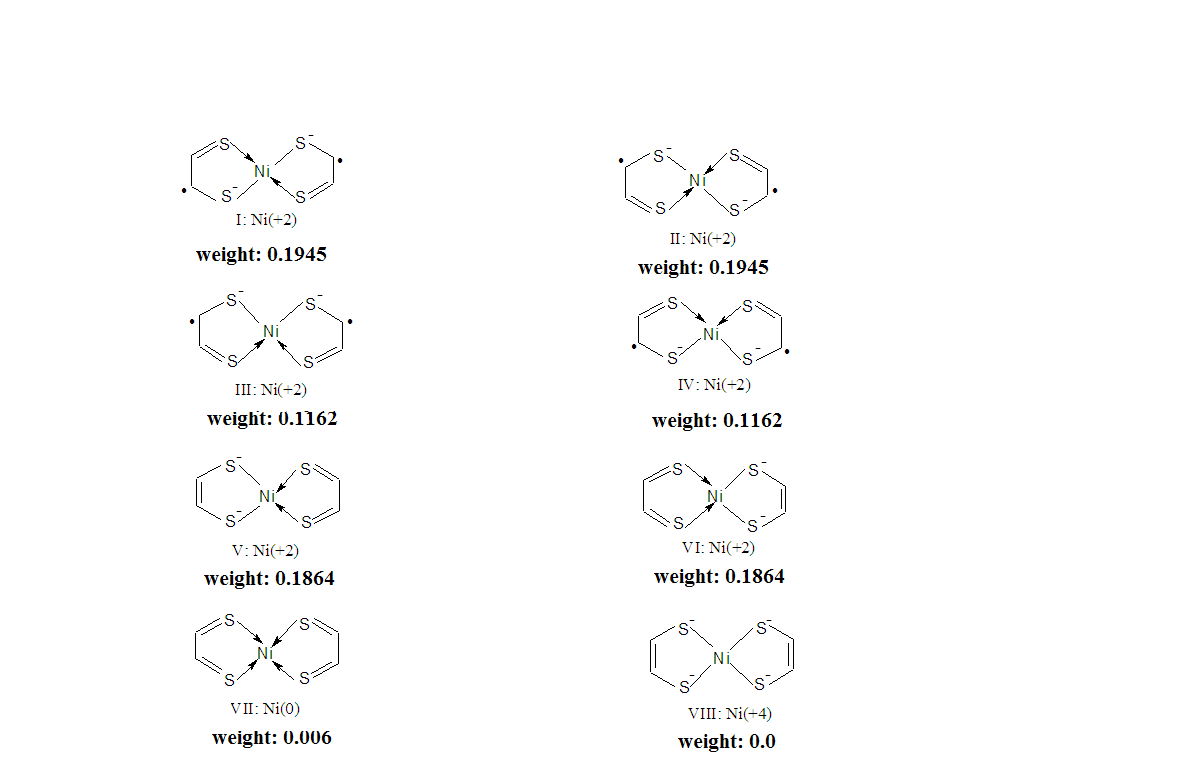 S S-
Ni
S- S
I: Ni(+2)
weight: 0.1945
S- S
Ni
S S-
II: Ni(+2)
weight: 0.1945
S- S-
Ni
S S
III: Ni(+2)
weight: 0.1162
S S
Ni
S- S-
IV: Ni(+2)
weight: 0.1162
S- S
Ni
S- S
V: Ni(+2)
weight: 0.1864
S S-
Ni
S S-
VI: Ni(+2)
weight: 0.1864
S S
Ni
S S
VII: Ni(0)
weight: 0.006
S- S-
Ni
S- S-
VIII: Ni(+4)
weight: 0.0